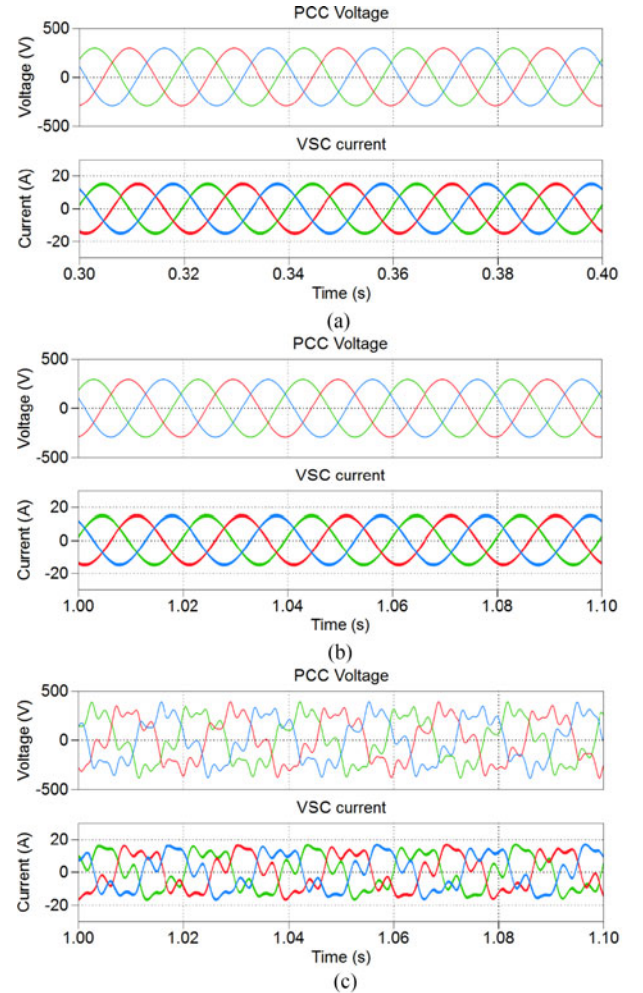 PCC Voltage
500
0
-500
Voltage (V)
VSC current
20
0
-20
Current (A)
0.30 0.32 0.34 0.36 0.38 0.40
Time (s)
(a)
PCC Voltage
500
0
-500
Voltage (V)
VSC current
20
0
-20
Current (A)
1.00 1.02 1.04 1.06 1.08 1.10
Time (s)
(b)
PCC Voltage
500
0
-500
Voltage (V)
VSC current
20
0
-20
Current (A)
1.00 1.02 1.04 1.06 1.08 1.10
Time (s)
(c)